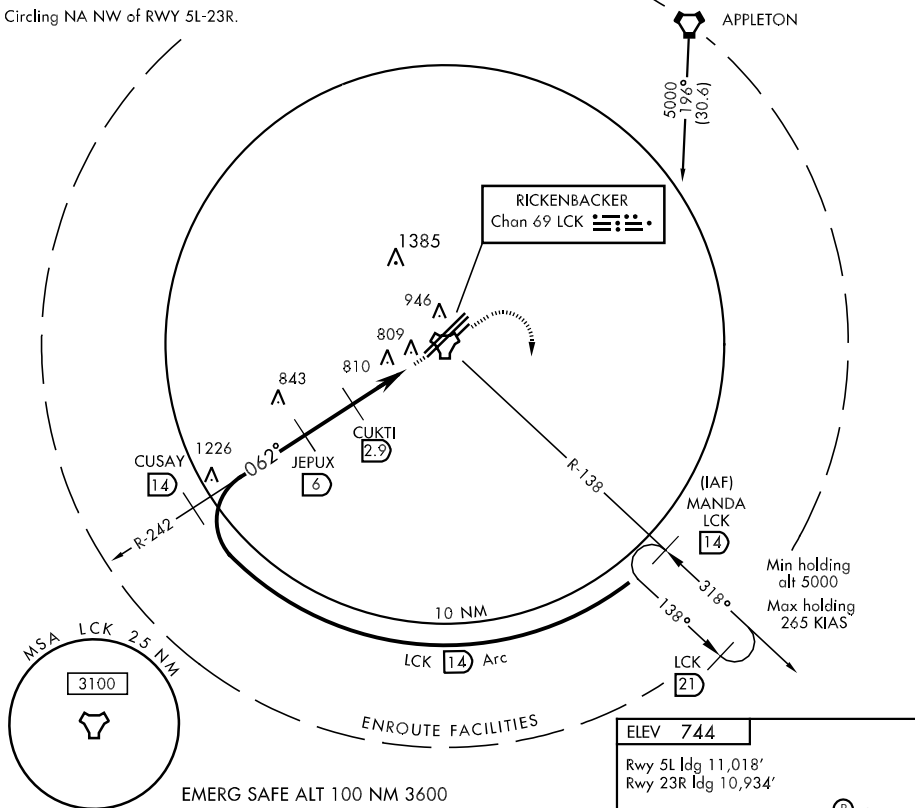 Circling NA NW of RWY 5L-23R.
APPLETON
5000
196°
(30.6)
RICKENBACKER
Chan 69 LCK
1385
946
809
810
843
CUKTI
2.9
JEPUX
6
062°
1226
CUSAY
14
R-242
R-138
(IAF)
MANDA
LCK
14
Min holding
alt 5000
Max holding
265 KIAS
318°
138°
LCK
21
10 NM
LCK 14 Arc
MSA LCK 25 NM
3100
ENROUTE FACILITIES
EMERG SAFE ALT 100 NM 3600
ELEV 744
Rwy 5L ldg 11,018'
Rwy 23R ldg 10,934'